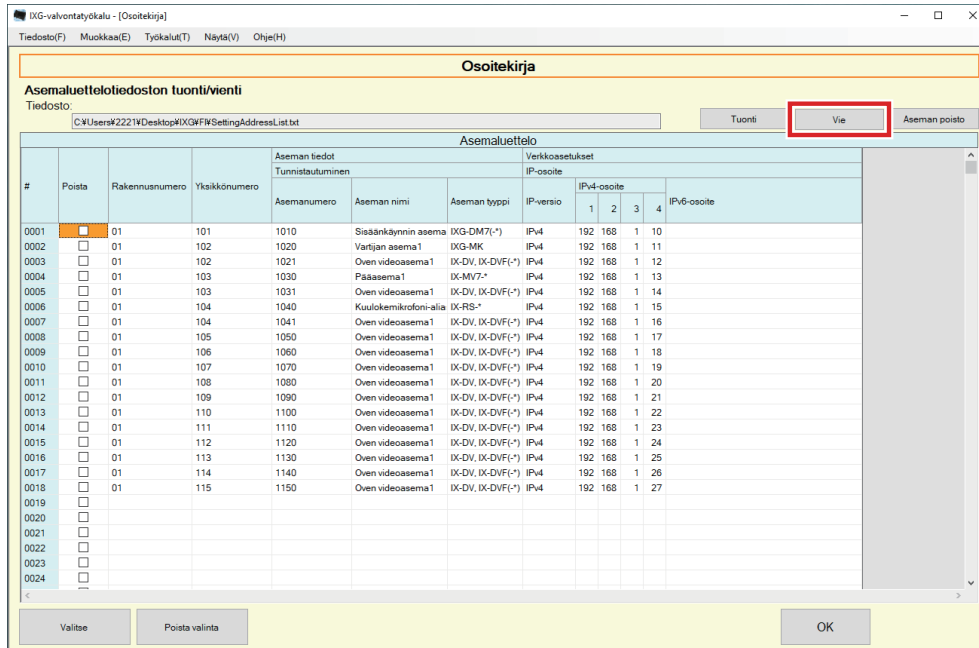 IXG-valvontatyökalu - [Osoitekirja]
Tiedosto(F) Muokkaa(E) Työkalut(T) Näytä(V) Ohje(H)
Osoitekirja
Asemaluettelotiedoston tuonti/vienti
Tiedosto:
C:¥Users¥2221¥Desktop¥IXG¥FI¥SettingAddressList.txt Tuonti Vie Aseman poisto
Asemaluettelo
Aseman tiedot Verkkoasetukset
Tunnistautuminen IP-osoite
# Poista Rakennusnumero Yksikkönumero Asemanumero Aseman nimi Aseman tyyppi IP-versio IPv4-osoite IPv6-osoite
1 2 3 4
0001 01 101 1010 Sisäänkäynnin asema IXG-DM7(-*) IPv4 192 168 1 10
0002 01 102 1020 Vartijan asema1 IXG-MK IPv4 192 168 1 11
0003 01 102 1021 Oven videoasema1 IX-DV, IX-DVF(-*) IPv4 192 168 1 12
0004 01 103 1030 Pääasema1 IX-MV7-* IPv4 192 168 1 13
0005 01 103 1031 Oven videoasema1 IX-DV, IX-DVF(-*) IPv4 192 168 1 14
0006 01 104 1040 Kuulokemikrofoni-alia IX-RS-* IPv4 192 168 1 15
0007 01 104 1041 Oven videoasema1 IX-DV, IX-DVF(-*) IPv4 192 168 1 16
0008 01 105 1050 Oven videoasema1 IX-DV, IX-DVF(-*) IPv4 192 168 1 17
0009 01 106 1060 Oven videoasema1 IX-DV, IX-DVF(-*) IPv4 192 168 1 18
0010 01 107 1070 Oven videoasema1 IX-DV, IX-DVF(-*) IPv4 192 168 1 19
0011 01 108 1080 Oven videoasema1 IX-DV, IX-DVF(-*) IPv4 192 168 1 20
0012 01 109 1090 Oven videoasema1 IX-DV, IX-DVF(-*) IPv4 192 168 1 21
0013 01 110 1100 Oven videoasema1 IX-DV, IX-DVF(-*) IPv4 192 168 1 22
0014 01 111 1110 Oven videoasema1 IX-DV, IX-DVF(-*) IPv4 192 168 1 23
0015 01 112 1120 Oven videoasema1 IX-DV, IX-DVF(-*) IPv4 192 168 1 24
0016 01 113 1130 Oven videoasema1 IX-DV, IX-DVF(-*) IPv4 192 168 1 25
0017 01 114 1140 Oven videoasema1 IX-DV, IX-DVF(-*) IPv4 192 168 1 26
0018 01 115 1150 Oven videoasema1 IX-DV, IX-DVF(-*) IPv4 192 168 1 27
0019
0020
0021
0022
0023
0024
Valitse Poista valinta OK